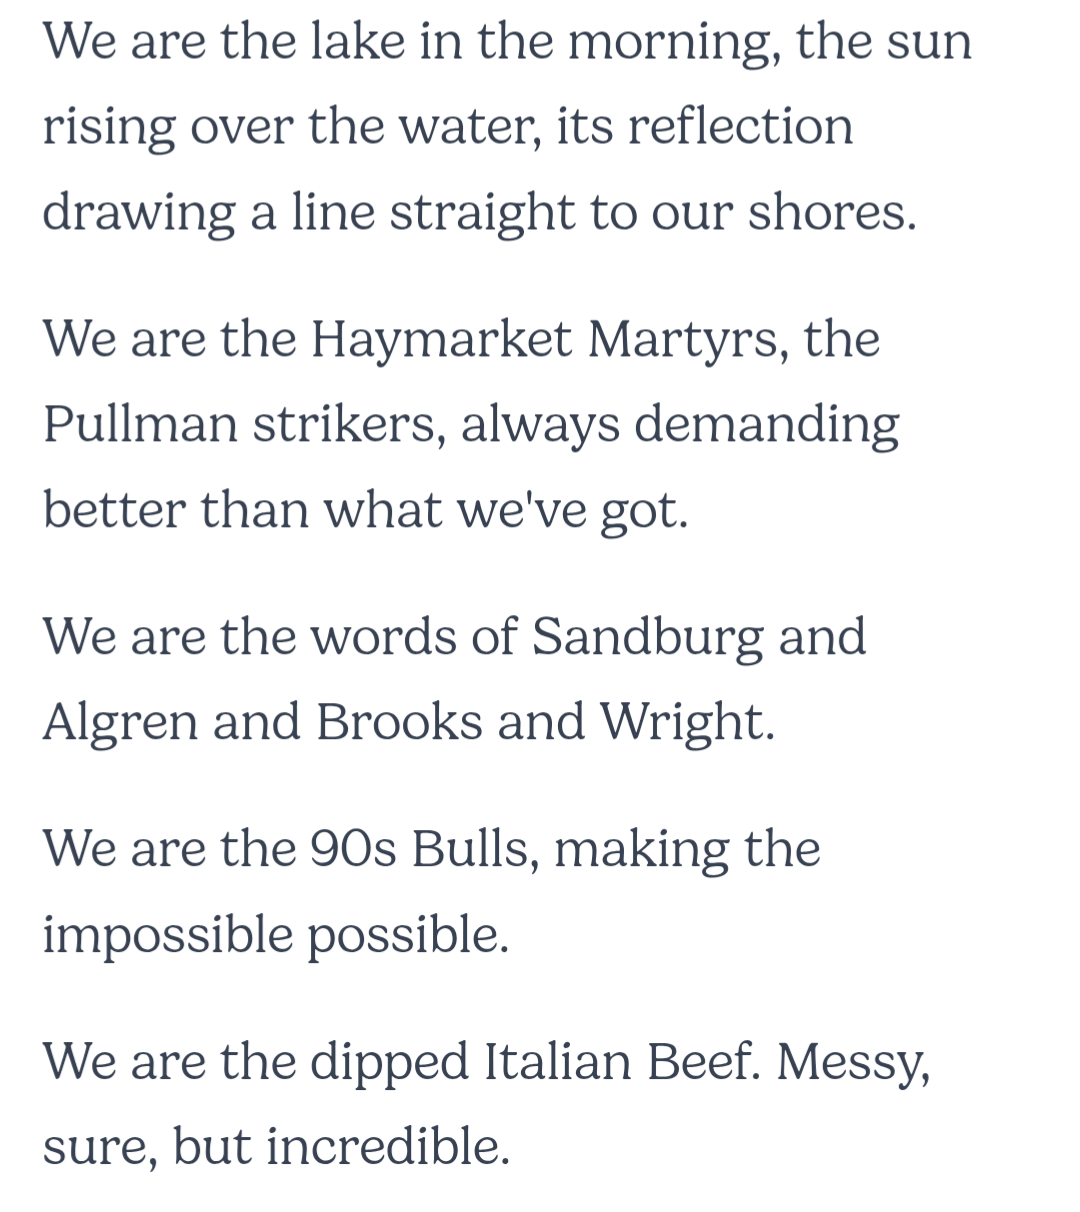 We are the lake in the morning, the sun
rising over the water, its reflection
drawing a line straight to our shores.
We are the Haymarket Martyrs, the
Pullman strikers, always demanding
better than what we've got.
We are the words of Sandburg and
Algren and Brooks and Wright.
We are the 90s Bulls, making the
impossible possible.
We are the dipped Italian Beef. Messy,
sure, but incredible.